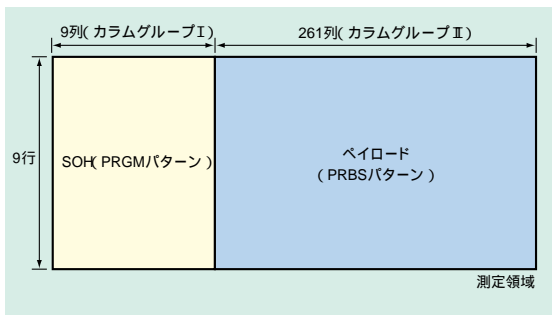 9列(カラムグループⅠ)
261列(カラムグループⅡ)
9行
SOH(PRGMパターン)
ペイロード
(PRBSパターン)
測定領域